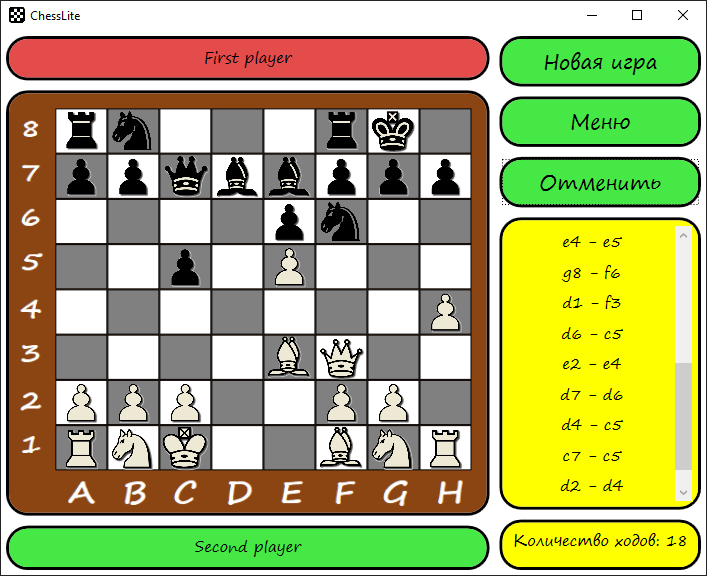 ChessLite
First player
Новая игра
Меню
Отменить
8
7
6
5
4
3
2
1
A B C D E F G H
e4 - e5
g8 - f6
d1 - f3
d6 - c5
e2 - e4
d7 - d6
d4 - c5
c7 - c5
d2 - d4
Second player
Количество ходов: 18